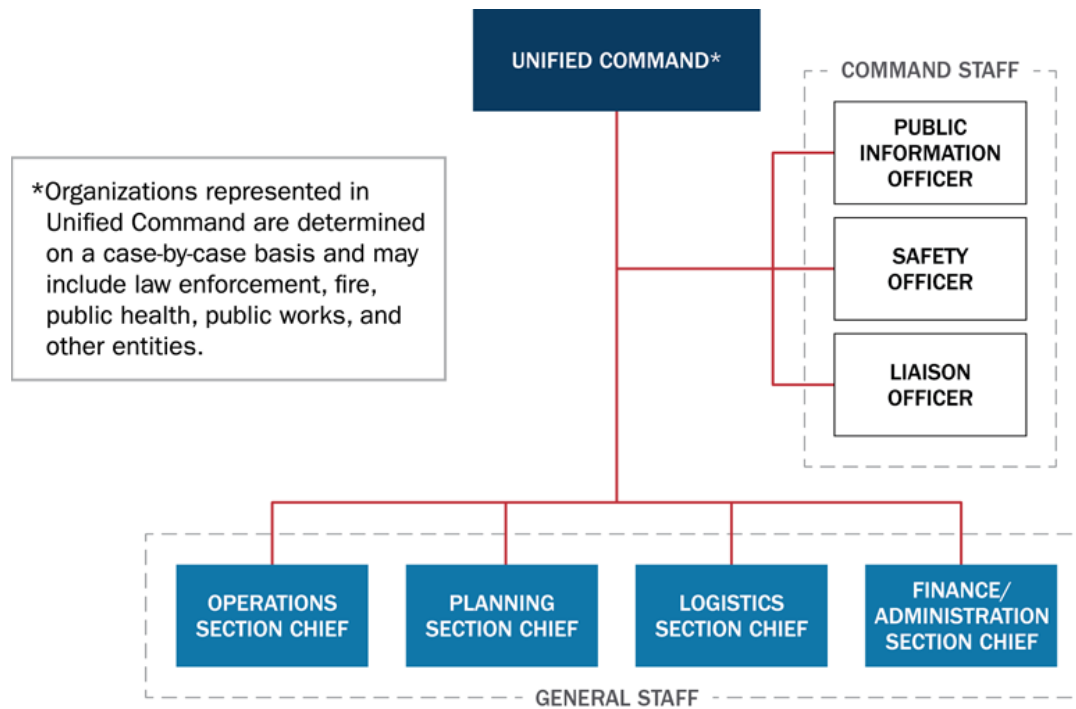 UNIFIED COMMAND*
COMMAND STAFF
PUBLIC
INFORMATION
OFFICER
SAFETY
OFFICER
LIAISON
OFFICER
*Organizations represented in
Unified Command are determined
on a case-by-case basis and may
include law enforcement, fire,
public health, public works, and
other entities.
OPERATIONS
SECTION CHIEF
PLANNING
SECTION CHIEF
LOGISTICS
SECTION CHIEF
FINANCE/
ADMINISTRATION
SECTION CHIEF
GENERAL STAFF